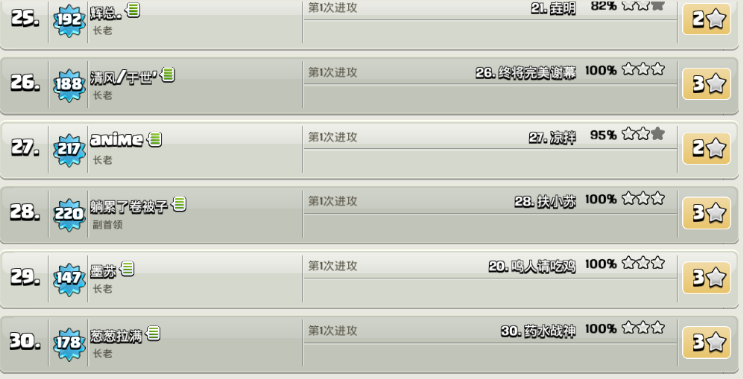 25. 192 辉总. 第1次进攻 21. 垚明 82% 2
长老
26. 188 清风/于世' 第1次进攻 26. 终将完美谢幕 100% 3
长老
27. 217 anime 第1次进攻 27. 凉拌 95% 2
长老
28. 220 躺累了卷被子 第1次进攻 28. 扶小苏 100% 3
副首领
29. 147 墨苏 第1次进攻 20. 鸣人请吃鸡 100% 3
长老
30. 178 葱葱拉满 第1次进攻 30. 药水战神 100% 3
长老